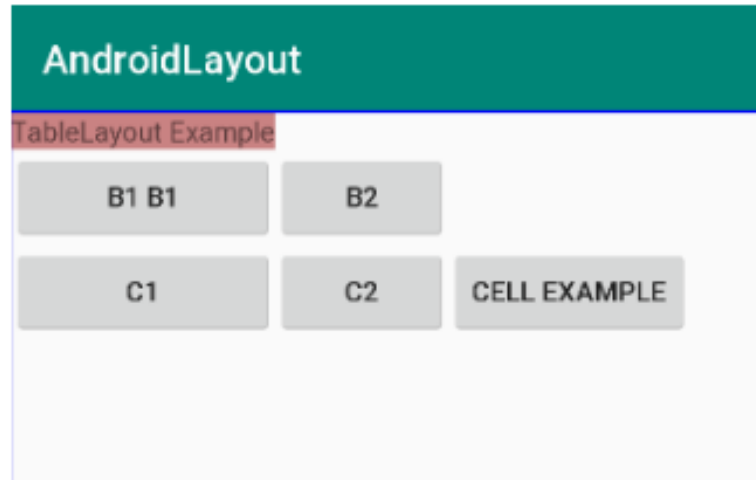 AndroidLayout
TableLayout Example
B1 B1 B2
C1 C2 CELL EXAMPLE